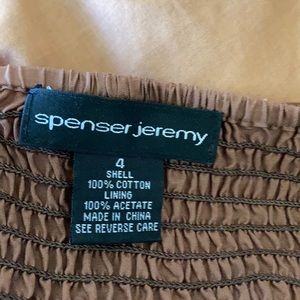 spenser jeremy
4
SHELL
100% COTTON
LINING
100% ACETATE
MADE IN CHINA
SEE REVERSE CARE